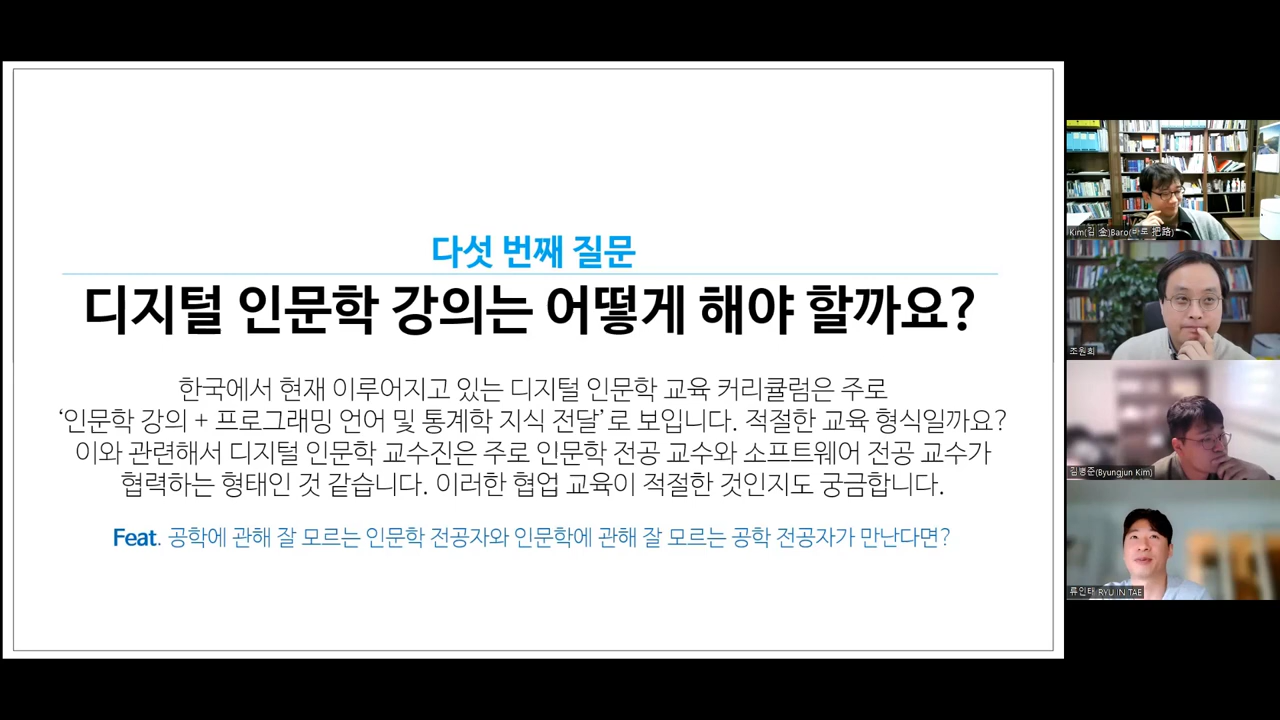 다섯 번째 질문
디지털 인문학 강의는 어떻게 해야 할까요?
한국에서 현재 이루어지고 있는 디지털 인문학 교육 커리큘럼은 주로
‘인문학 강의 + 프로그래밍 언어 및 통계학 지식 전달’로 보입니다. 적절한 교육 형식일까요?
이와 관련해서 디지털 인문학 교수진은 주로 인문학 전공 교수와 소프트웨어 전공 교수가
협력하는 형태인 것 같습니다. 이러한 협업 교육이 적절한 것인지도 궁금합니다.
Feat. 공학에 관해 잘 모르는 인문학 전공자와 인문학에 관해 잘 모르는 공학 전공자가 만난다면?
Kim(김 金)Baro(바로 把路)
조원희
김병준(Byungjun Kim)
류인태 RYU IN TAE